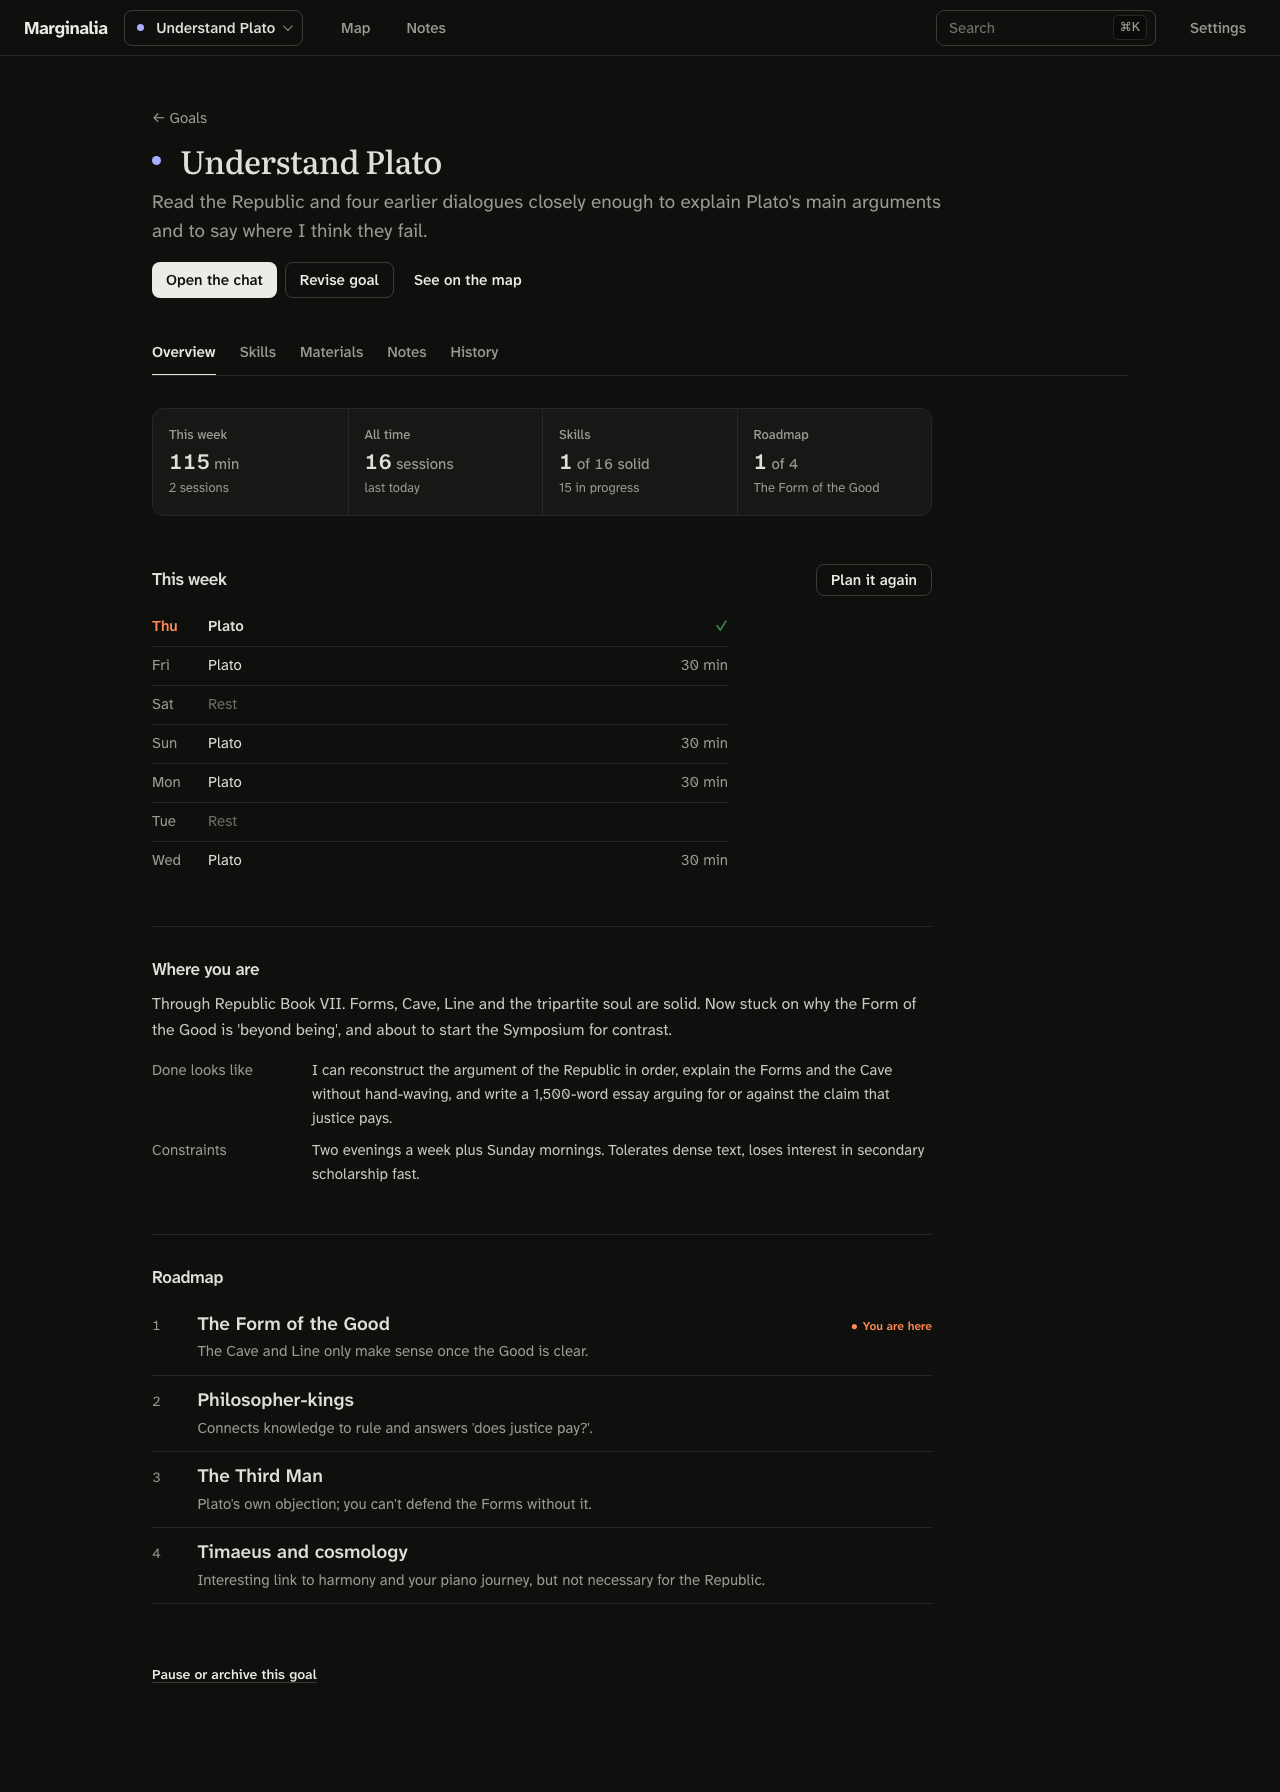 Marginalia
Understand Plato
Map
Notes
Search
⌘K
Settings
← Goals
Understand Plato
Read the Republic and four earlier dialogues closely enough to explain Plato's main arguments
and to say where I think they fail.
Open the chat
Revise goal
See on the map
Overview
Skills
Materials
Notes
History
This week
115 min
2 sessions
All time
16 sessions
last today
Skills
1 of 16 solid
15 in progress
Roadmap
1 of 4
The Form of the Good
This week
Plan it again
Thu Plato ✓
Fri Plato 30 min
Sat Rest
Sun Plato 30 min
Mon Plato 30 min
Tue Rest
Wed Plato 30 min
Where you are
Through Republic Book VII. Forms, Cave, Line and the tripartite soul are solid. Now stuck on why the Form of
the Good is 'beyond being', and about to start the Symposium for contrast.
Done looks like
I can reconstruct the argument of the Republic in order, explain the Forms and the Cave
without hand-waving, and write a 1,500-word essay arguing for or against the claim that
justice pays.
Constraints
Two evenings a week plus Sunday mornings. Tolerates dense text, loses interest in secondary
scholarship fast.
Roadmap
1 The Form of the Good
You are here
The Cave and Line only make sense once the Good is clear.
2 Philosopher-kings
Connects knowledge to rule and answers 'does justice pay?'.
3 The Third Man
Plato's own objection; you can't defend the Forms without it.
4 Timaeus and cosmology
Interesting link to harmony and your piano journey, but not necessary for the Republic.
Pause or archive this goal